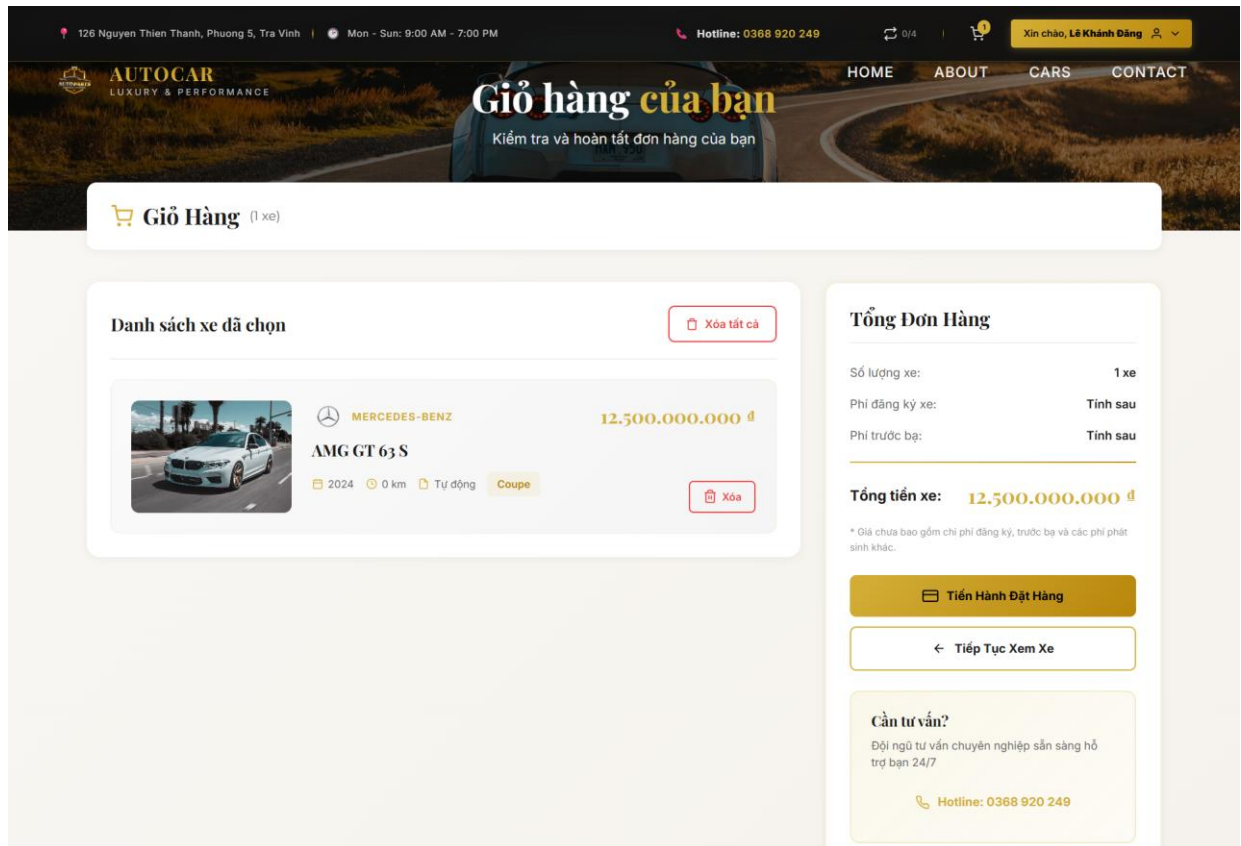 126 Nguyen Thien Thanh, Phuong 5, Tra Vinh | Mon - Sun: 9:00 AM - 7:00 PM
Hotline: 0368 920 249
0/4
1
Xin chào, Lê Khánh Đăng
AUTOCAR
LUXURY & PERFORMANCE
HOME ABOUT CARS CONTACT
Giỏ hàng của bạn
Kiểm tra và hoàn tất đơn hàng của bạn
Giỏ Hàng (1 xe)
Danh sách xe đã chọn
Xóa tất cả
MERCEDES-BENZ
12.500.000.000 đ
AMG GT 63 S
2024 0 km Tự động Coupe
Xóa
Tổng Đơn Hàng
Số lượng xe: 1 xe
Phí đăng ký xe: Tính sau
Phí trước bạ: Tính sau
Tổng tiền xe: 12.500.000.000 đ
* Giá chưa bao gồm chi phí đăng ký, trước bạ và các phí phát
sinh khác.
Tiến Hành Đặt Hàng
← Tiếp Tục Xem Xe
Cần tư vấn?
Đội ngũ tư vấn chuyên nghiệp sẵn sàng hỗ
trợ bạn 24/7
Hotline: 0368 920 249